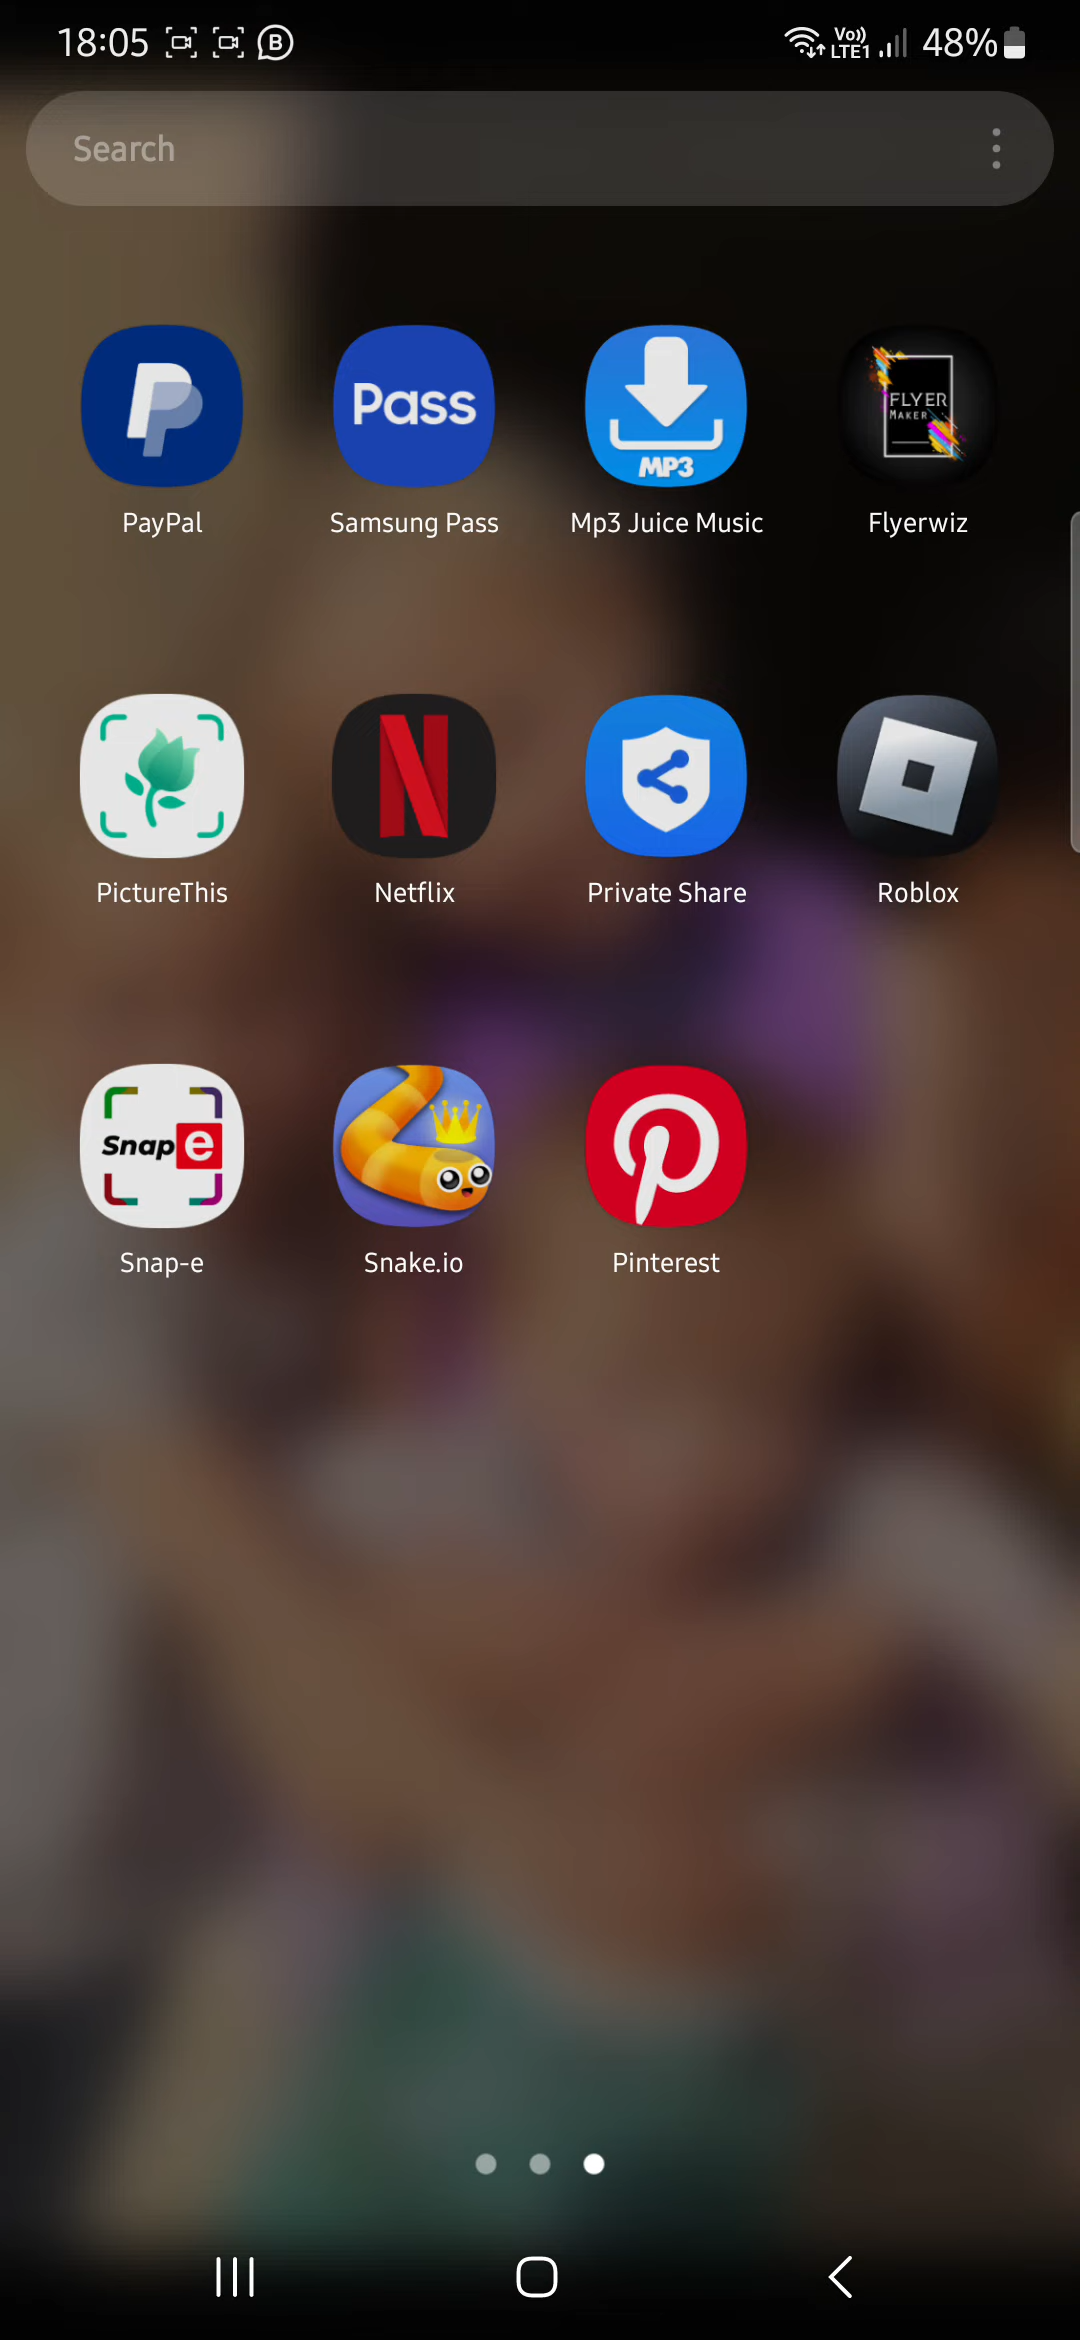 18:05 B Vo)) LTE1 48%
Search
Pass
MP3
FLYER
MAKER
PayPal Samsung Pass Mp3 Juice Music Flyerwiz
PictureThis Netflix Private Share Roblox
Snap e
Snap-e Snake.io Pinterest